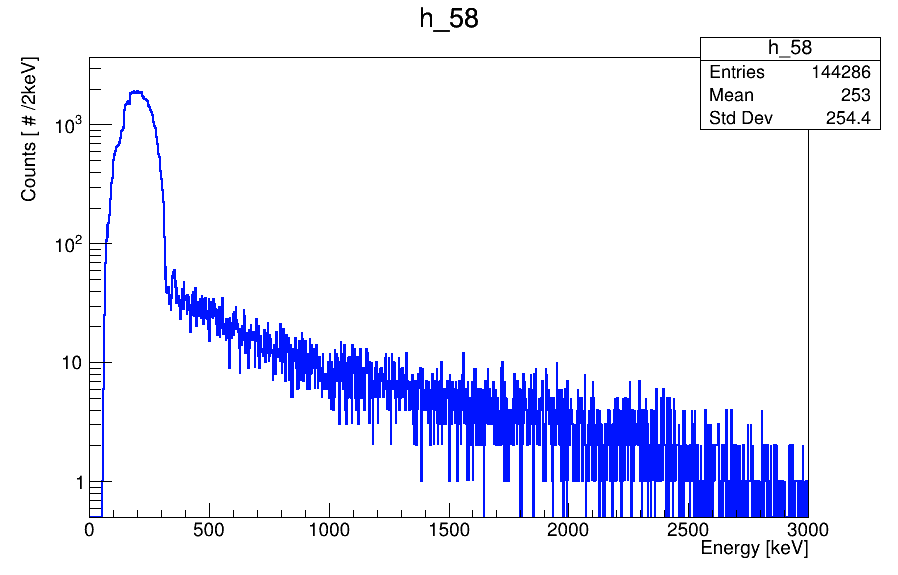 h_58
h_58
Entries 144286
Mean 253
Std Dev 254.4
Counts [ # /2keV]
10³
10²
10
1
0 500 1000 1500 2000 2500 3000
Energy [keV]